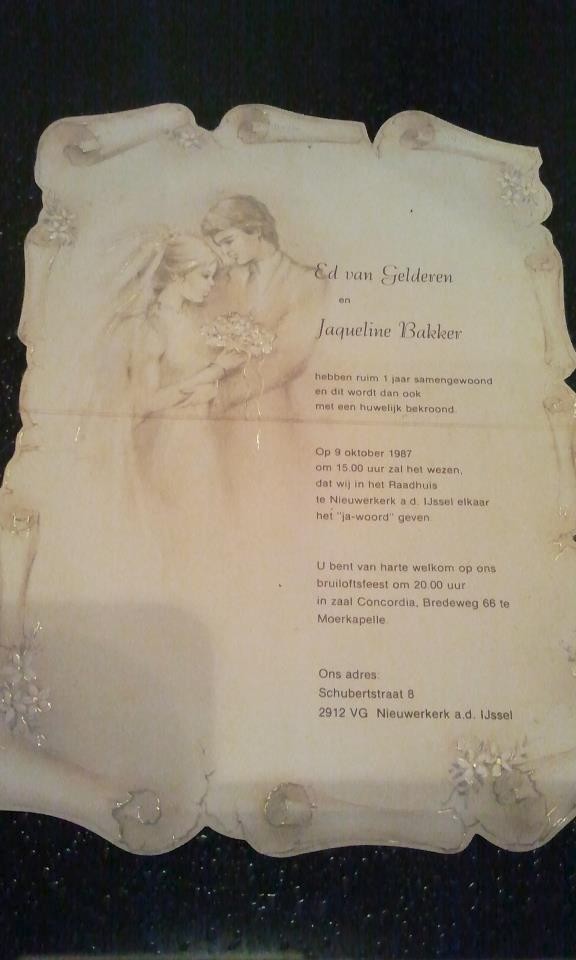 Ed van Gelderen
en
Jaqueline Bakker
hebben ruim 1 jaar samengewoond
en dit wordt dan ook
met een huwelijk bekroond.
Op 9 oktober 1987
om 15.00 uur zal het wezen,
dat wij in het Raadhuis
te Nieuwerkerk a.d. IJssel elkaar
het "ja-woord" geven.
U bent van harte welkom op ons
bruiloftsfeest om 20.00 uur
in zaal Concordia, Bredeweg 66 te
Moerkapelle.
Ons adres:
Schubertstraat 8
2912 VG Nieuwerkerk a.d. IJssel